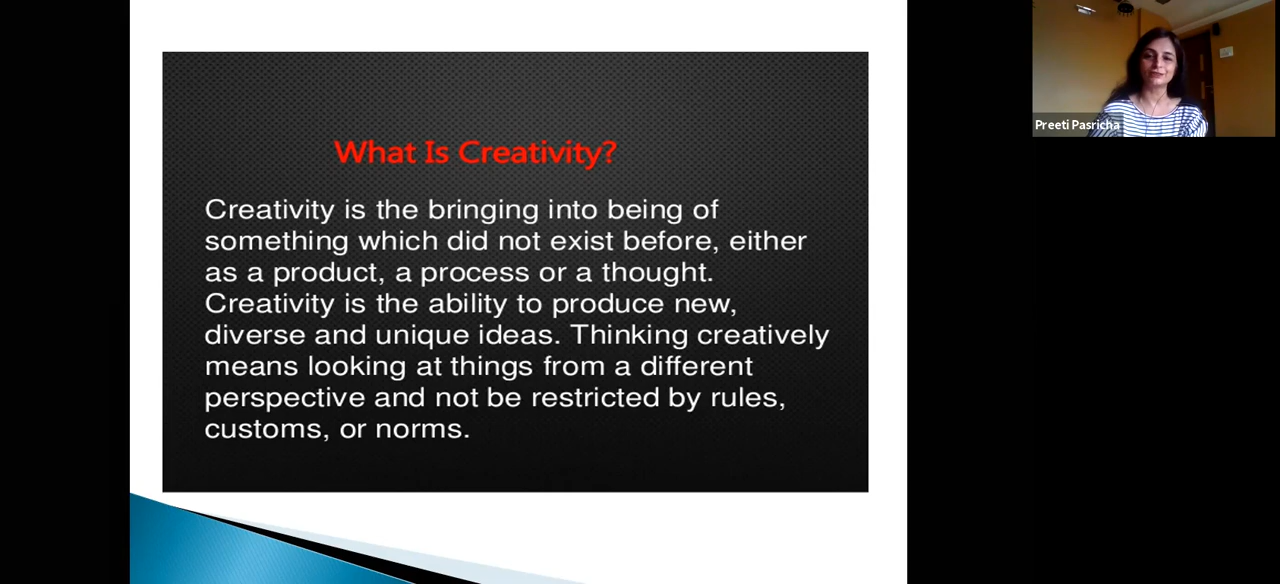 What Is Creativity?
Creativity is the bringing into being of
something which did not exist before, either
as a product, a process or a thought.
Creativity is the ability to produce new,
diverse and unique ideas. Thinking creatively
means looking at things from a different
perspective and not be restricted by rules,
customs, or norms.
Preeti Pasricha